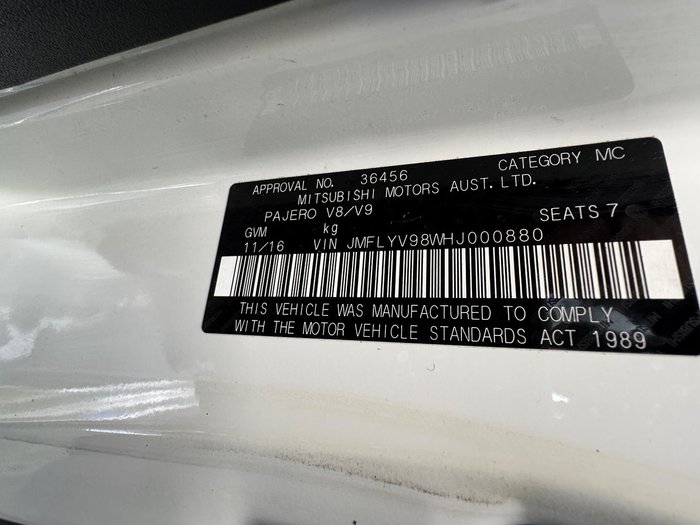 APPROVAL NO. 36456 CATEGORY MC
MITSUBISHI MOTORS AUST. LTD.
PAJERO V8/V9 SEATS 7
GVM kg
11/16 VIN JMFLYV98WHJ000880
THIS VEHICLE WAS MANUFACTURED TO COMPLY
WITH THE MOTOR VEHICLE STANDARDS ACT 1989